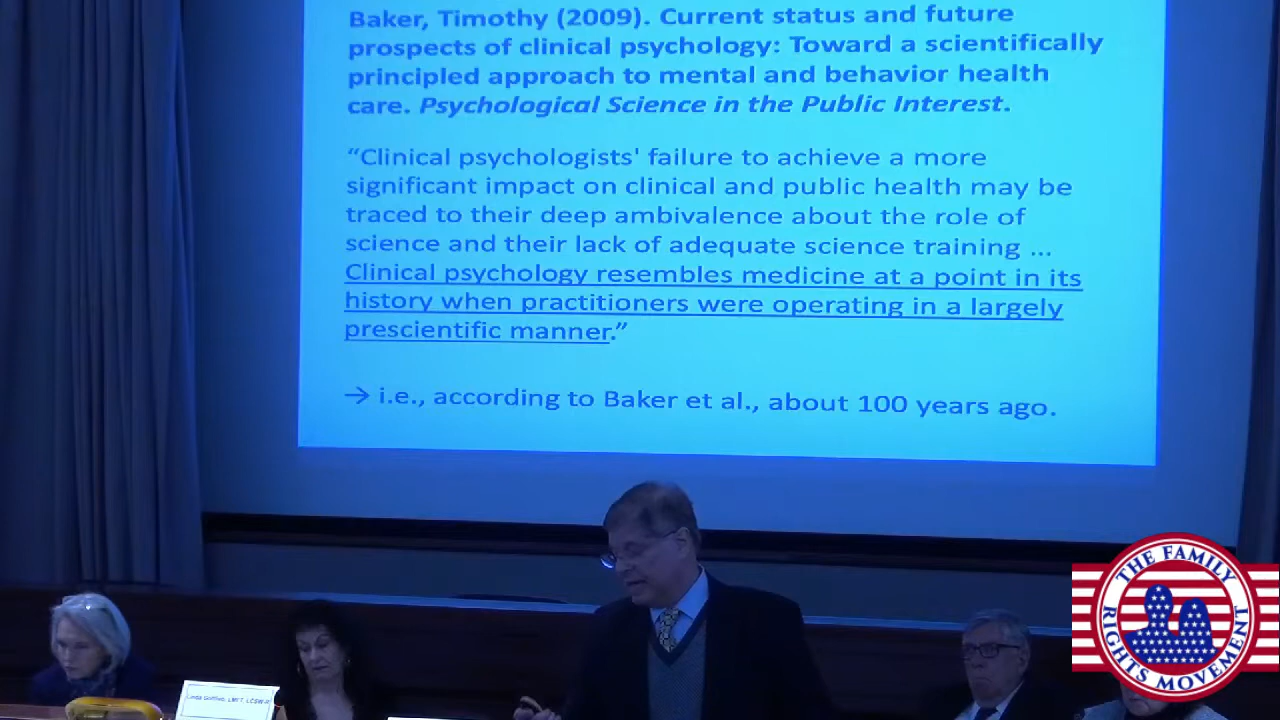 Baker, Timothy (2009). Current status and future
prospects of clinical psychology: Toward a scientifically
principled approach to mental and behavior health
care. Psychological Science in the Public Interest.
“Clinical psychologists' failure to achieve a more
significant impact on clinical and public health may be
traced to their deep ambivalence about the role of
science and their lack of adequate science training ...
Clinical psychology resembles medicine at a point in its
history when practitioners were operating in a largely
prescientific manner.”
→ i.e., according to Baker et al., about 100 years ago.
Linda Gottlieb, LMFT, LCSW-R
THE FAMILY
RIGHTS MOVEMENT